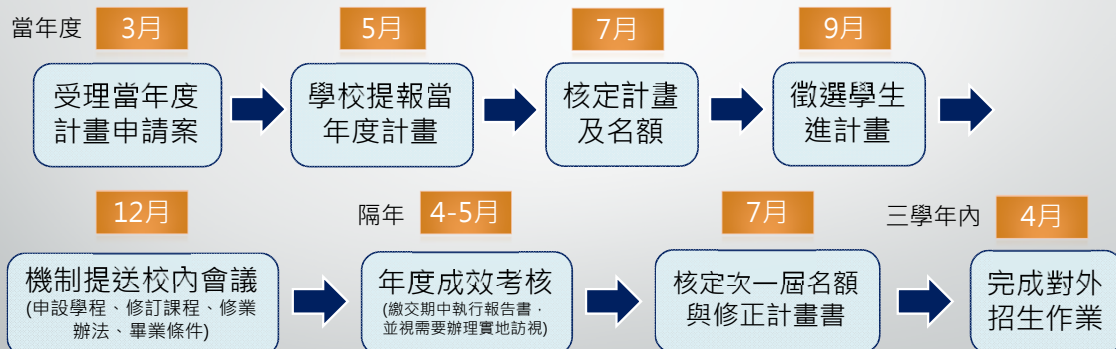 當年度 3月 5月 7月 9月
受理當年度
計畫申請案
學校提報當
年度計畫
核定計畫
及名額
徵選學生
進計畫
12月 隔年 4-5月 7月 三學年內 4月
機制提送校內會議
(申設學程、修訂課程、修業
辦法、畢業條件)
年度成效考核
(繳交期中執行報告書，
並視需要辦理實地訪視)
核定次一屆名額
與修正計畫書
完成對外
招生作業